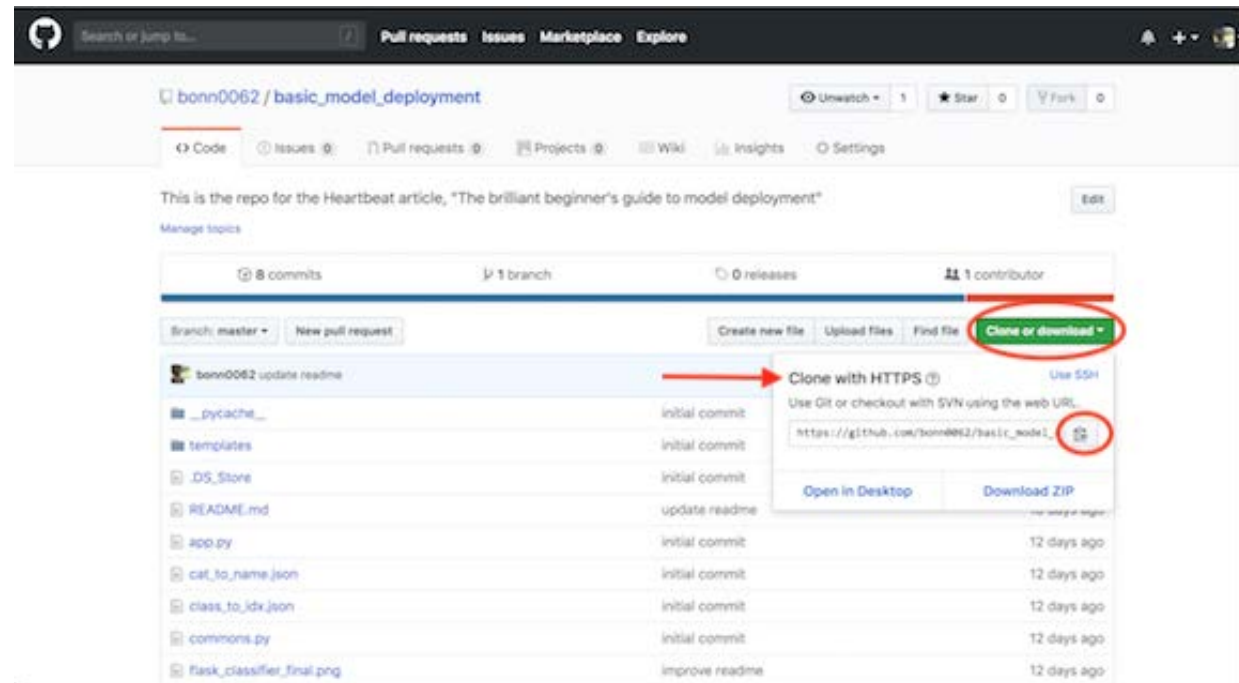 Search or jump to... /
Pull requests Issues Marketplace Explore
bonn0062 / basic_model_deployment
Unwatch 1 Star 0 Fork 0
Code Issues 0 Pull requests 0 Projects 0 Wiki Insights Settings
This is the repo for the Heartbeat article, "The brilliant beginner's guide to model deployment"
Edit
Manage topics
8 commits 1 branch 0 releases 1 contributor
Branch: master New pull request Create new file Upload files Find file Clone or download
bonn0062 update readme
Clone with HTTPS Use SSH
Use Git or checkout with SVN using the web URL.
https://github.com/bonn0062/basic_model_
Open in Desktop Download ZIP
__pycache__ initial commit
templates initial commit
.DS_Store initial commit
README.md update readme
app.py initial commit 12 days ago
cat_to_name.json initial commit 12 days ago
class_to_idx.json initial commit 12 days ago
commons.py initial commit 12 days ago
flask_classifier_final.png improve readme 12 days ago